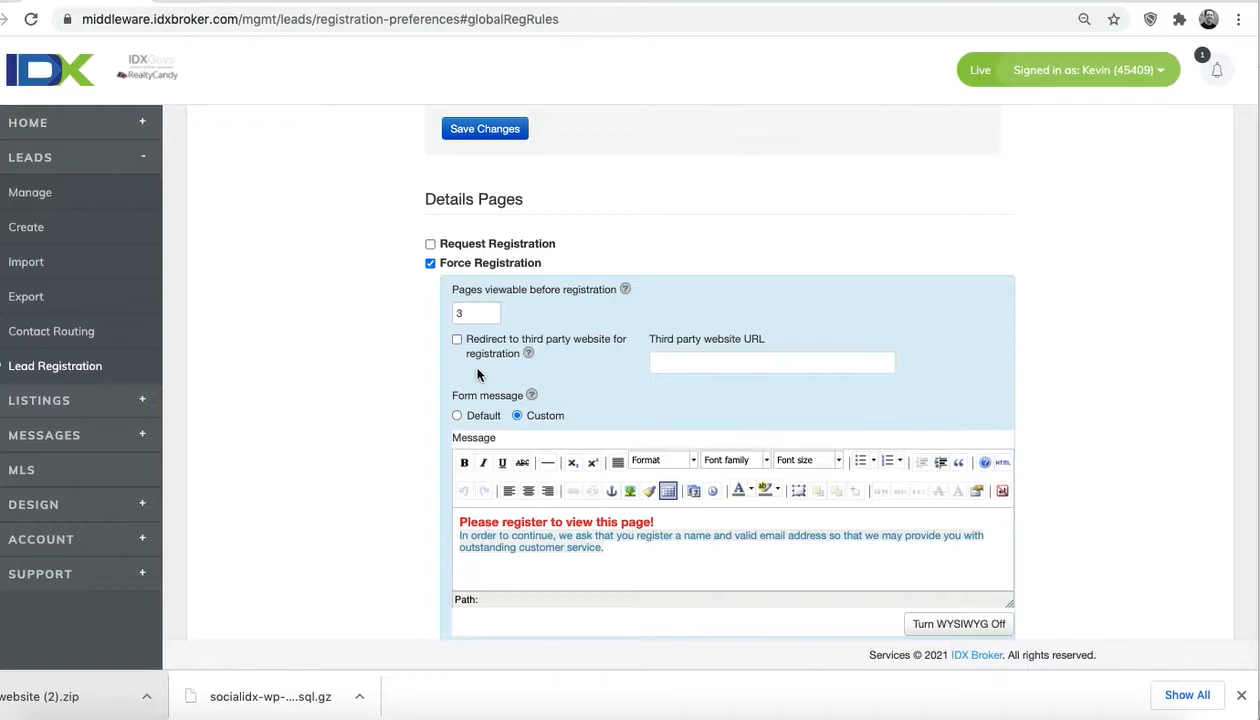 middleware.idxbroker.com/mgmt/leads/registration-preferences#globalRegRules
IDX
IDXGuys
RealtyCandy
Live Signed in as: Kevin (45409)
1
HOME +
LEADS -
Manage
Create
Import
Export
Contact Routing
Lead Registration
LISTINGS +
MESSAGES +
MLS
DESIGN +
ACCOUNT +
SUPPORT +
Save Changes
Details Pages
Request Registration
Force Registration
Pages viewable before registration ?
3
Redirect to third party website for
registration ?
Third party website URL
Form message ?
Default Custom
Message
B I U ABC — x₂ x² Format Font family Font size HTML
A
Please register to view this page!
In order to continue, we ask that you register a name and valid email address so that we may provide you with
outstanding customer service.
Path:
Turn WYSIWYG Off
Services © 2021 IDX Broker. All rights reserved.
website (2).zip
socialidx-wp-....sql.gz
Show All